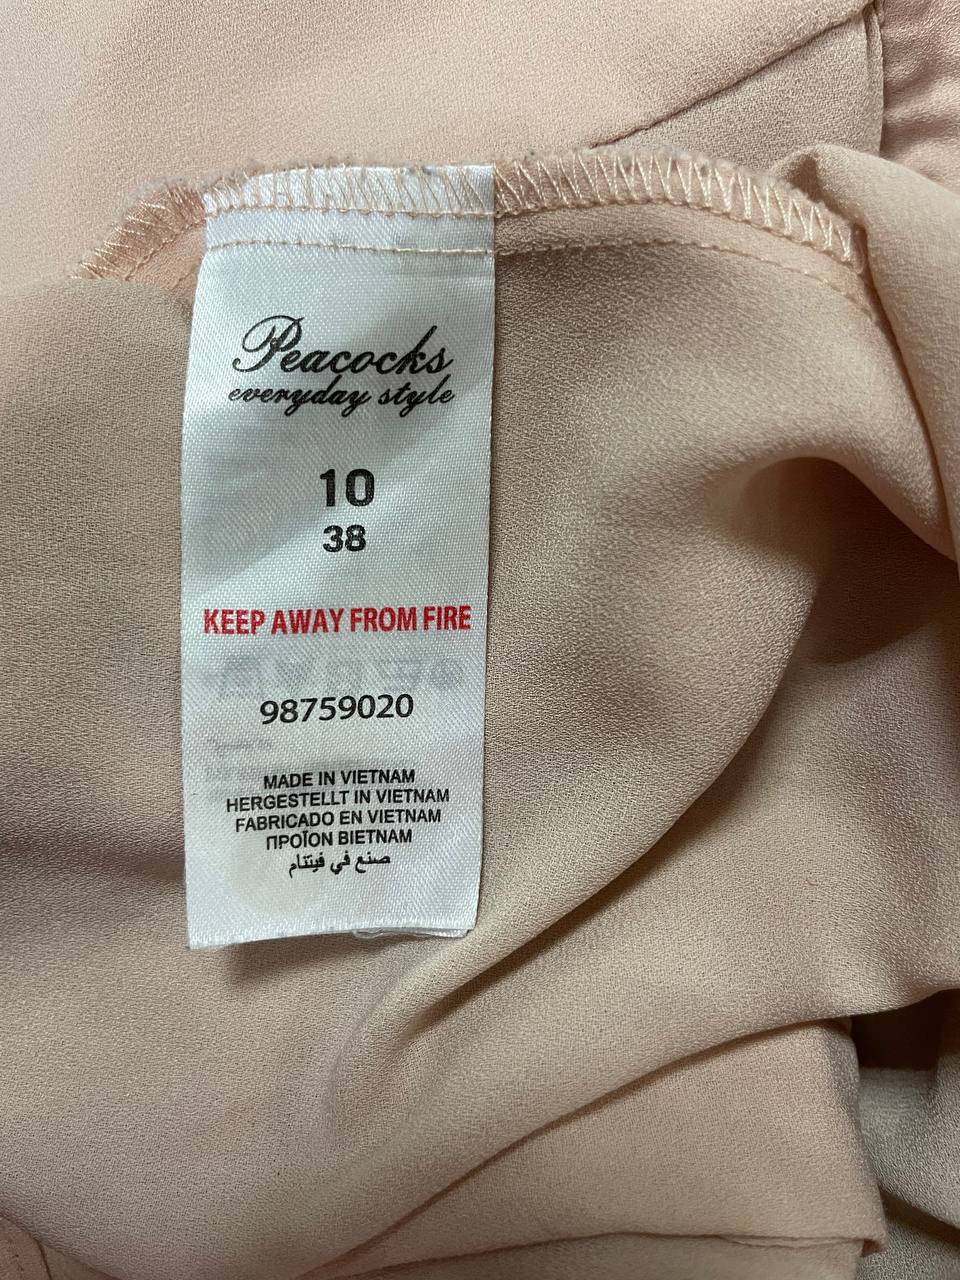 Peacocks
everyday style
10
38
KEEP AWAY FROM FIRE
98759020
MADE IN VIETNAM
HERGESTELLT IN VIETNAM
FABRICADO EN VIETNAM
ΠΡΟΪΟΝ ΒΙΕΤΝΑΜ
صنع في فيتنام